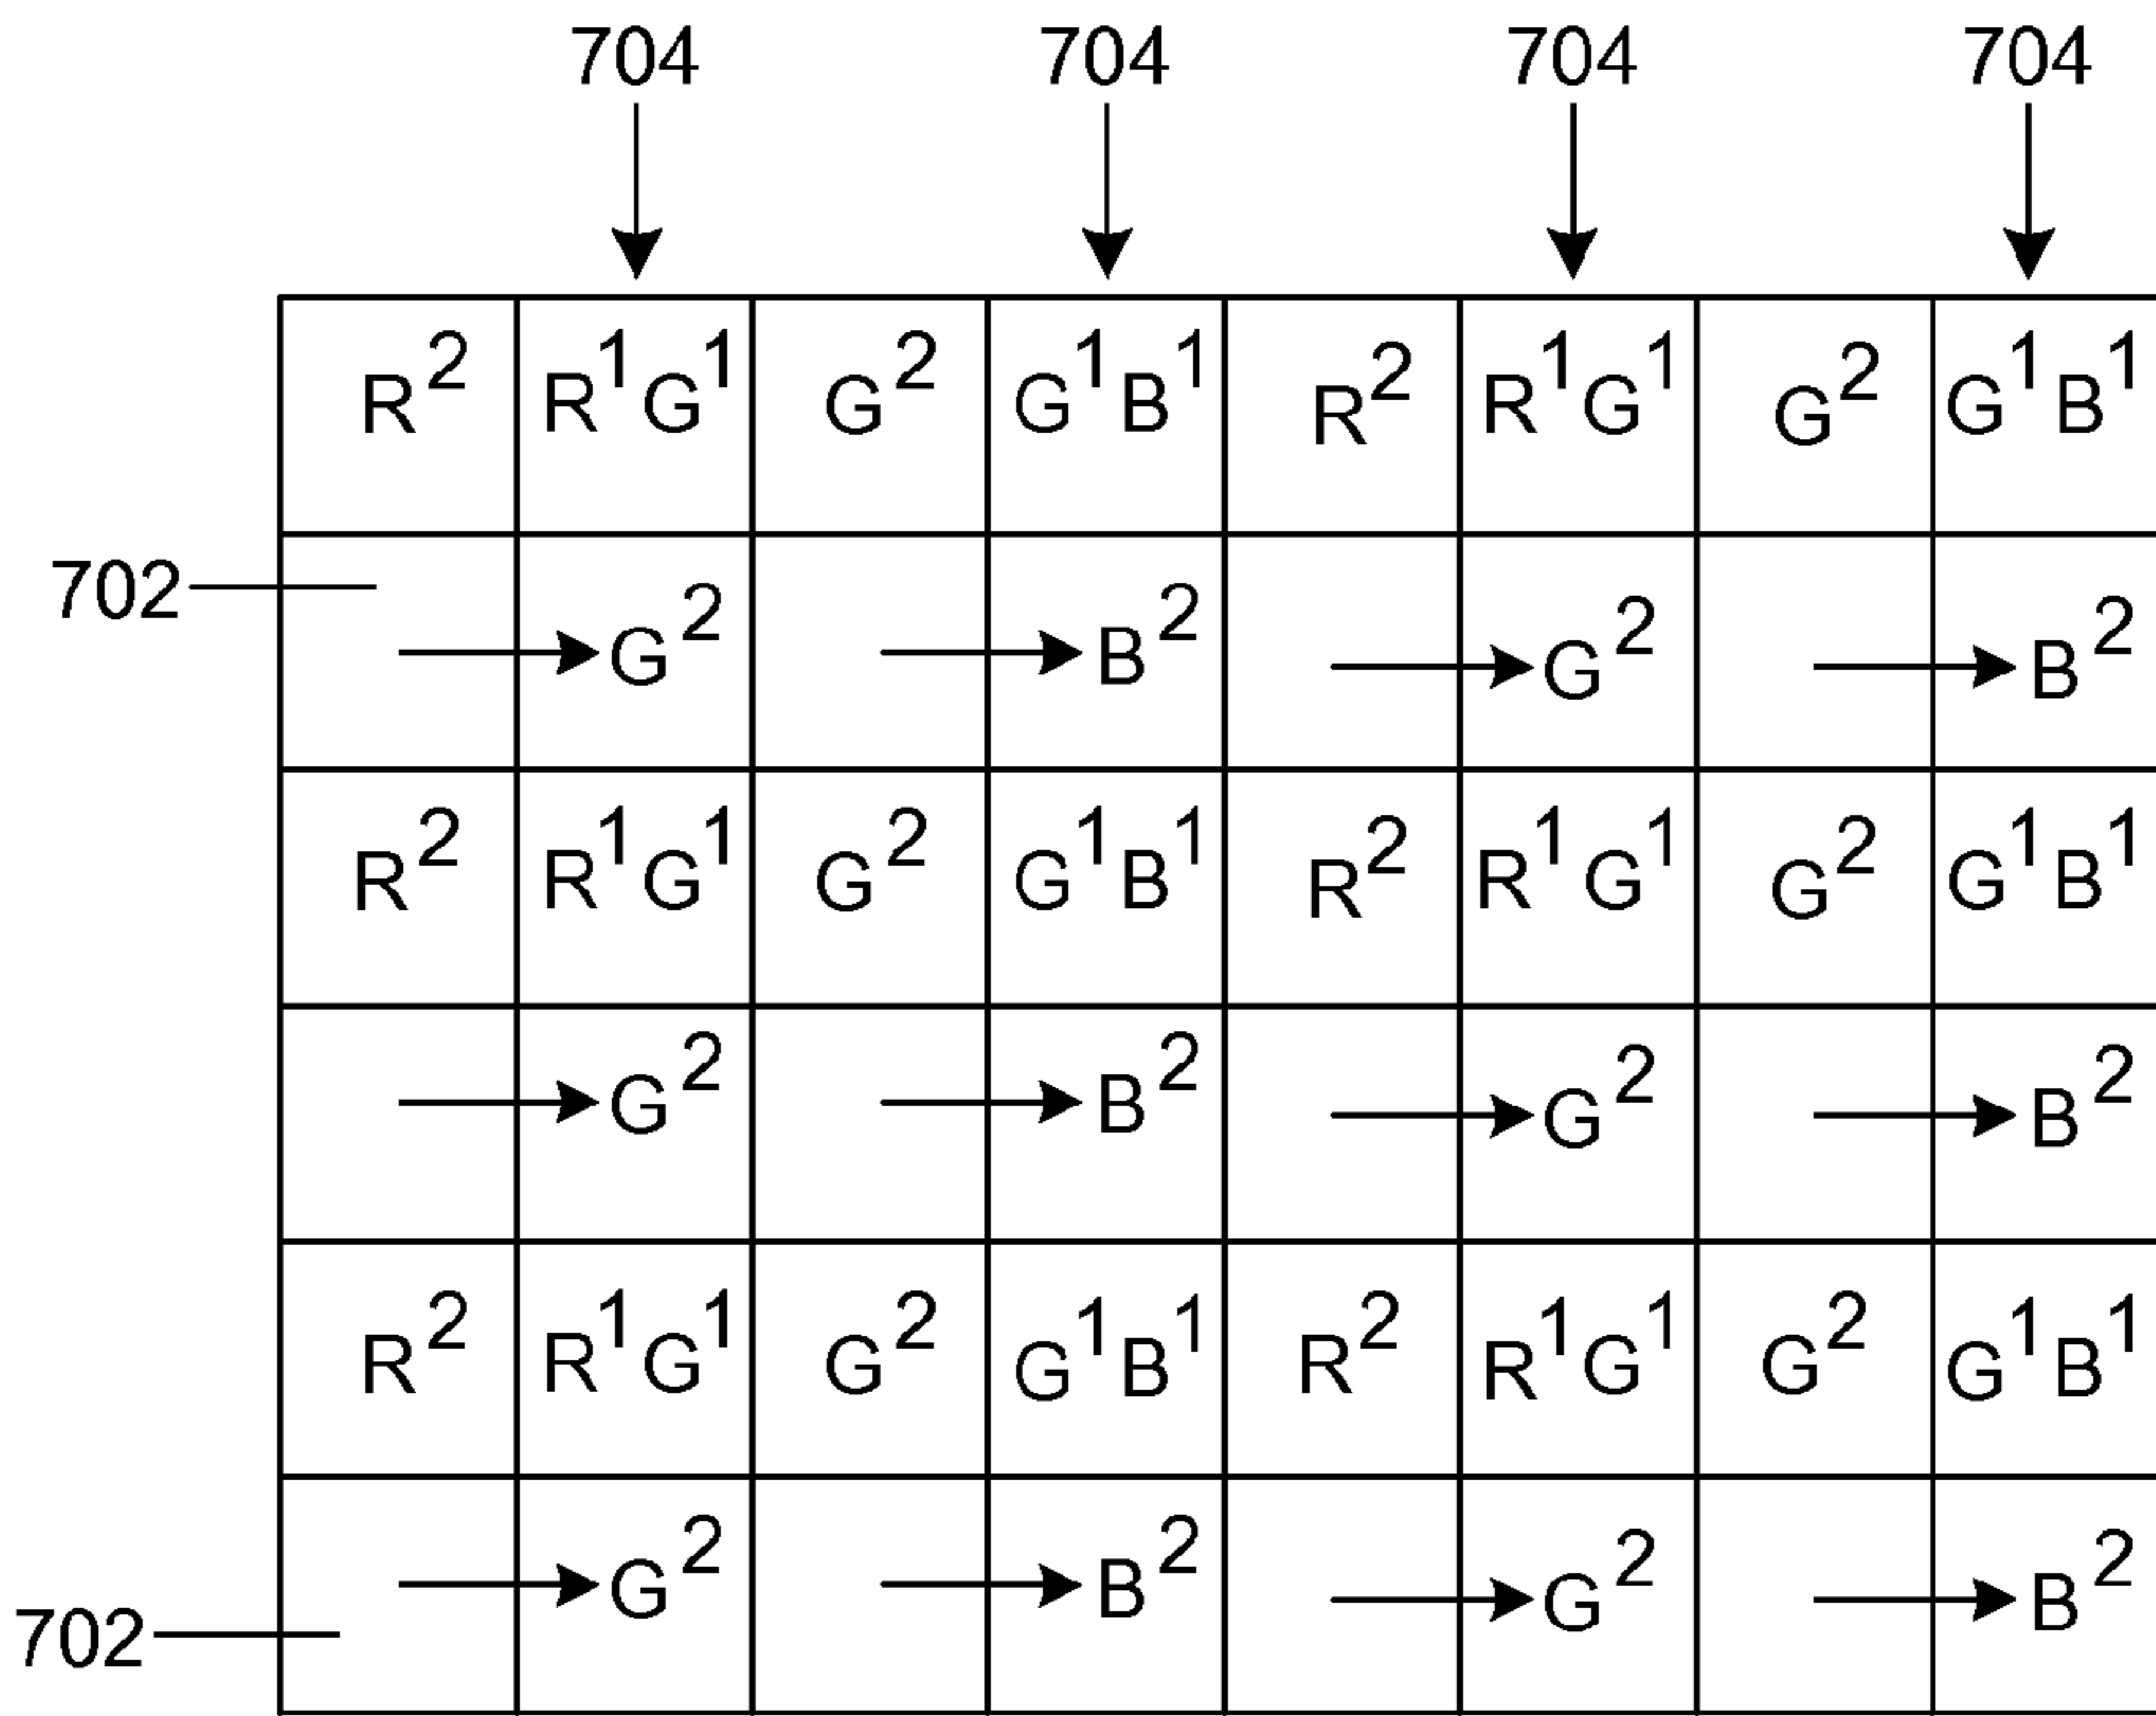 704 704 704 704
R² R¹G¹ G² G¹B¹ R² R¹G¹ G² G¹B¹
702 G² B² G² B²
R² R¹G¹ G² G¹B¹ R² R¹G¹ G² G¹B¹
G² B² G² B²
R² R¹G¹ G² G¹B¹ R² R¹G¹ G² G¹B¹
702 G² B² G² B²